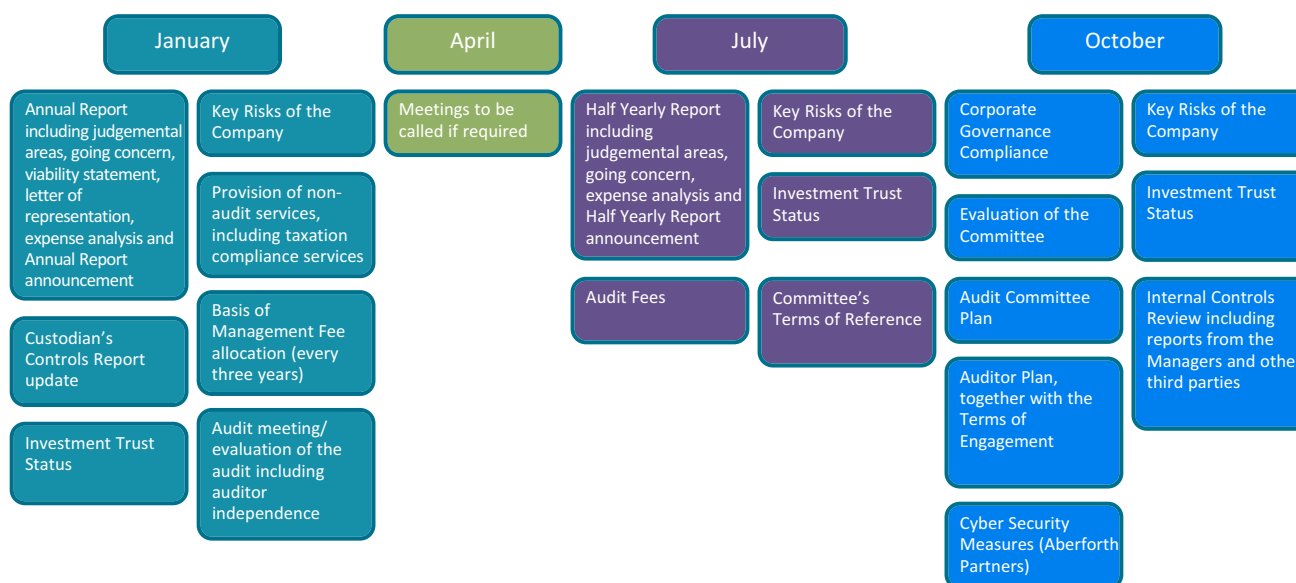 January
Annual Report
including judgemental
areas, going concern,
viability statement,
letter of
representation,
expense analysis and
Annual Report
announcement
Custodian’s
Controls Report
update
Investment Trust
Status
Key Risks of the
Company
Provision of non-
audit services,
including taxation
compliance services
Basis of
Management Fee
allocation (every
three years)
Audit meeting/
evaluation of the
audit including
auditor
independence
April
Meetings to be
called if required
July
Half Yearly Report
including
judgemental areas,
going concern,
expense analysis and
Half Yearly Report
announcement
Audit Fees
Key Risks of the
Company
Investment Trust
Status
Committee’s
Terms of Reference
October
Corporate
Governance
Compliance
Evaluation of the
Committee
Audit Committee
Plan
Auditor Plan,
together with the
Terms of
Engagement
Cyber Security
Measures (Aberforth
Partners)
Key Risks of the
Company
Investment Trust
Status
Internal Controls
Review including
reports from the
Managers and other
third parties